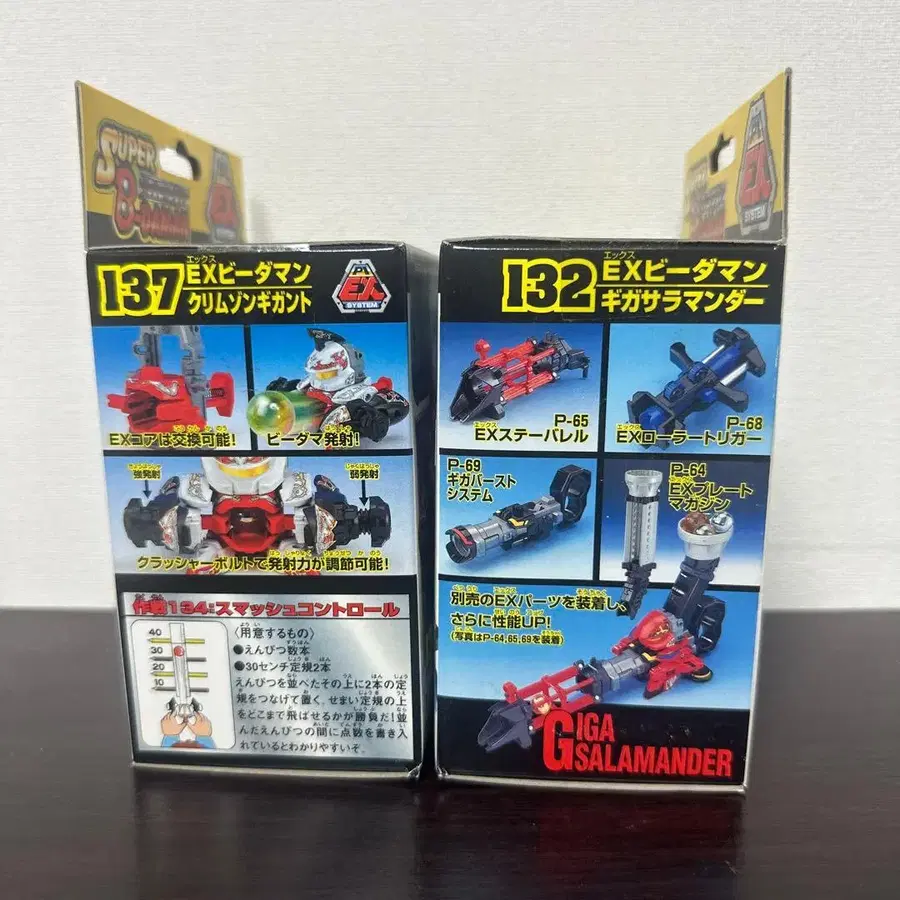 SUPER
B-DAMAN
137
エックス
EXビーダマン
クリムゾンギガント
PI
EX
SYSTEM
EXコアは交換可能!
ビーダマ発射!
強発射
弱発射
クラッシャーボルトで発射力が調節可能!
作戦134:スマッシュコントロール
40
30
20
10
〈用意するもの〉
●えんぴつ数本
●30センチ定規2本
えんぴつを並べたその上に2本の定
規をつなげて置く。せまい定規の上
をどこまで飛ばせるかが勝負だ!並
んだえんぴつの間に点数を書き入
れているとわかりやすいぞ。
EX
SYSTEM
132
エックス
EXビーダマン
ギガサラマンダー
P-65
エックス
EXステーバレル
P-68
エックス
EXローラートリガー
P-69
ギガバースト
システム
P-64
エックス
EXプレート
マガジン
別売のEXパーツを装着し、
さらに性能UP!
(写真はP-64,65,69を装着)
GIGA
SALAMANDER